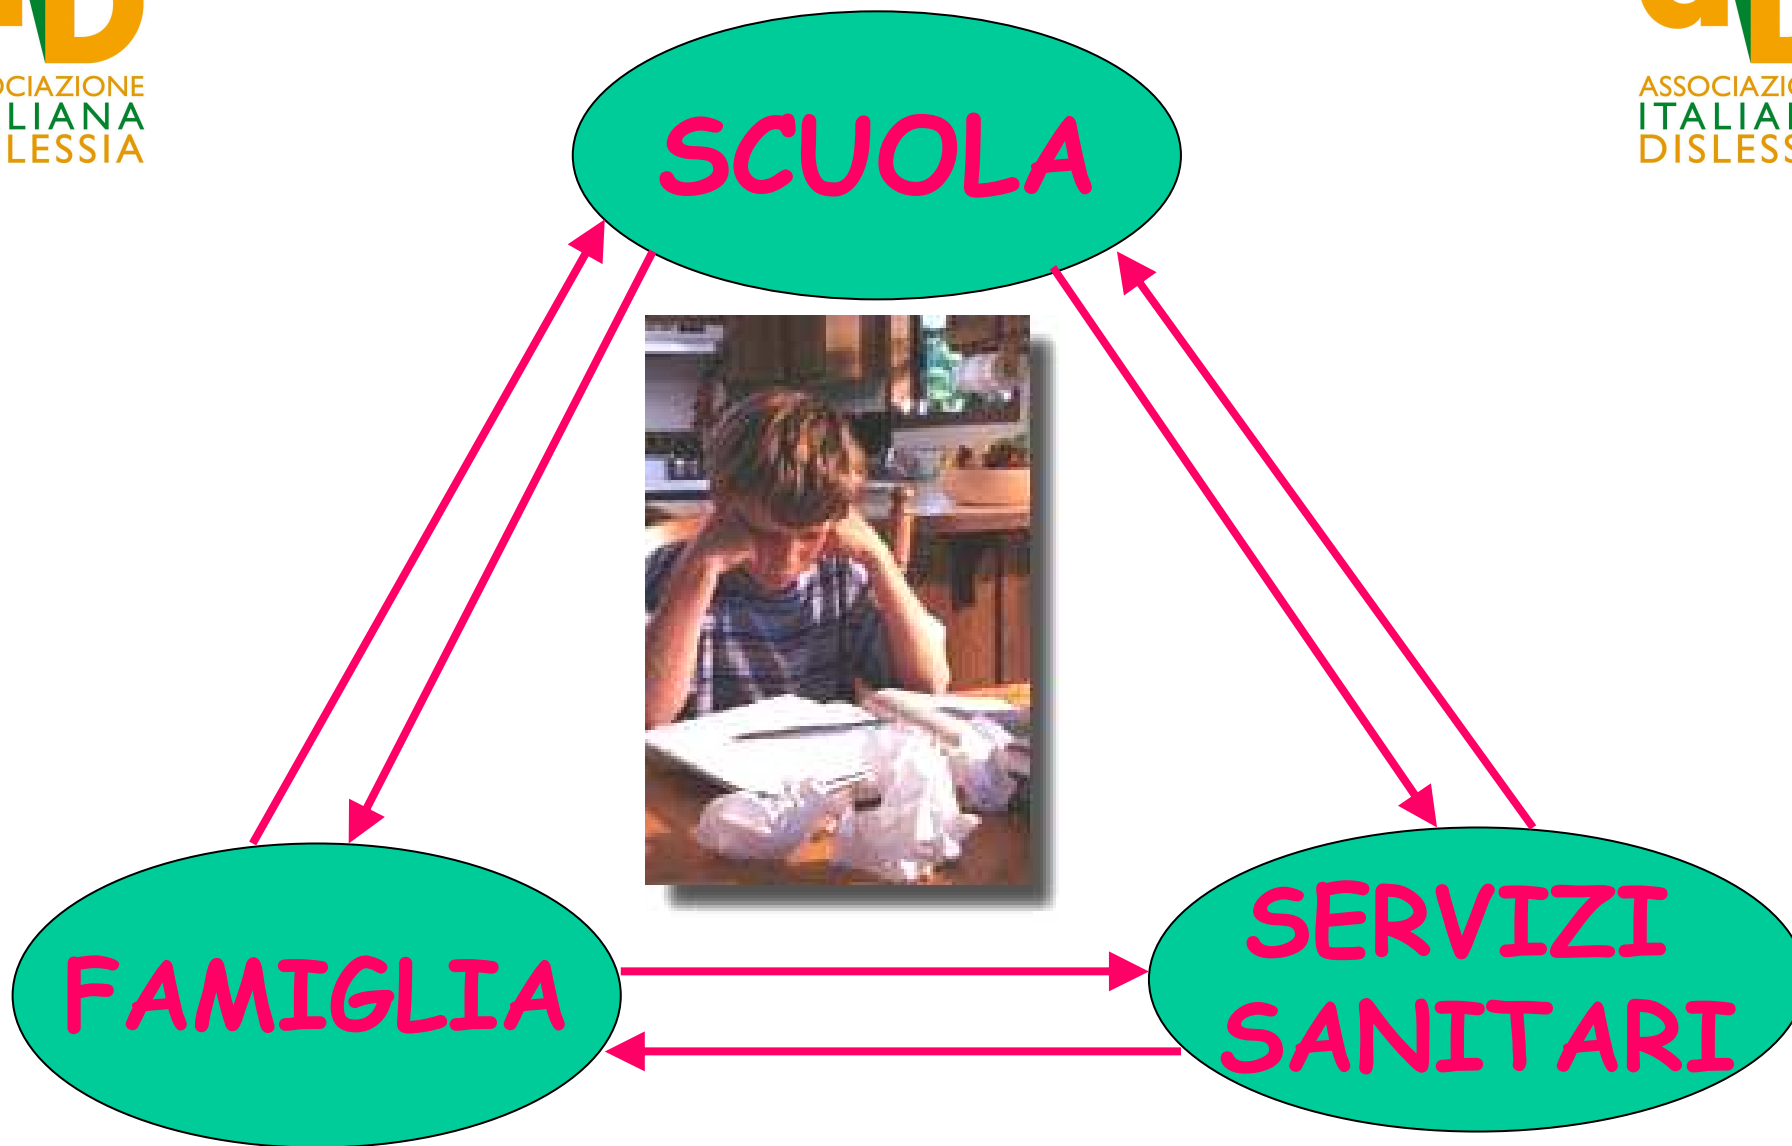 OCIAZIONE
LIANA
LESSIA
ASSOCIAZI
ITALIA
DISLESS
SCUOLA
FAMIGLIA
SERVIZI
SANITARI